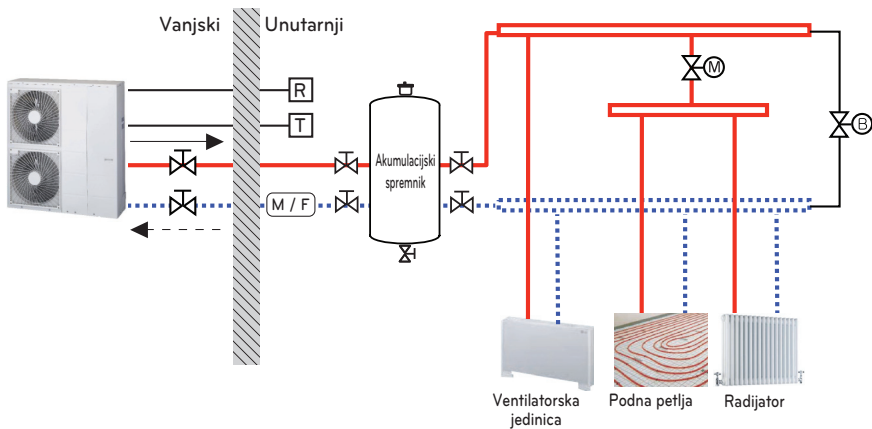 Vanjski
Unutarnji
R
T
M / F
Akumulacijski
spremnik
M
B
Ventilatorska
jedinica
Podna petlja
Radijator